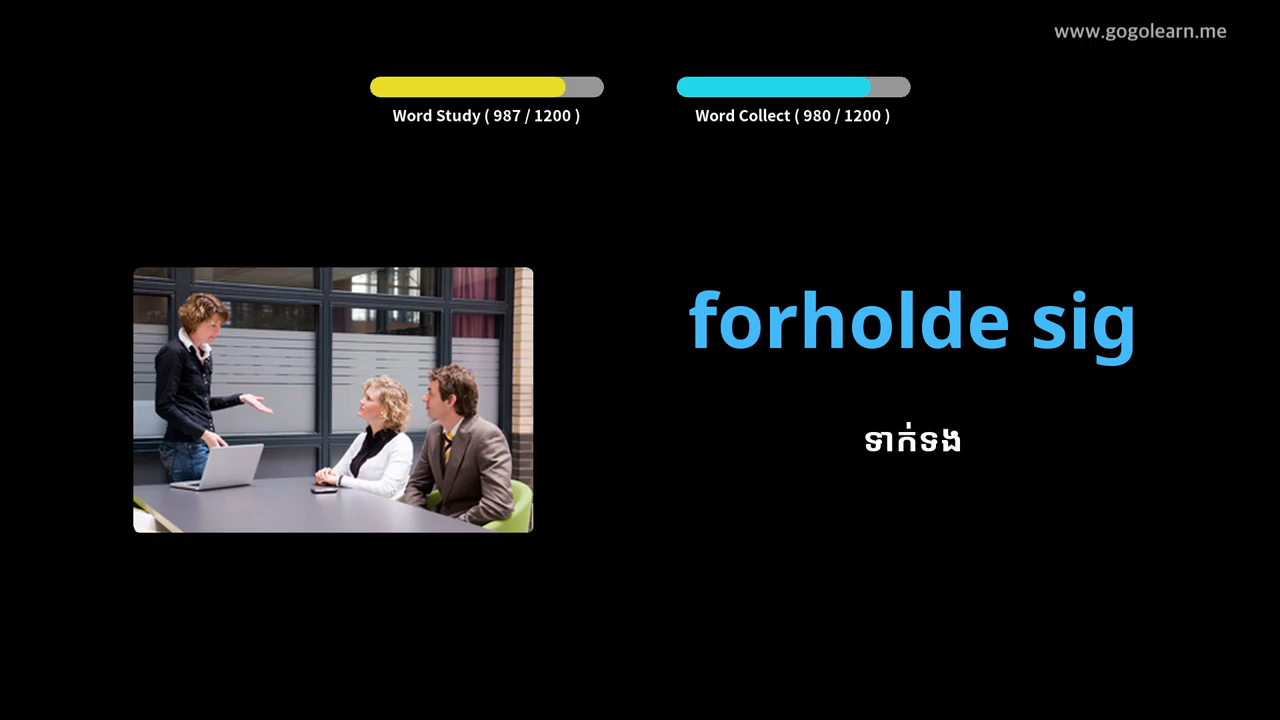 www.gogolearn.me
Word Study ( 987 / 1200 )
Word Collect ( 980 / 1200 )
forholde sig
ទាក់ទង